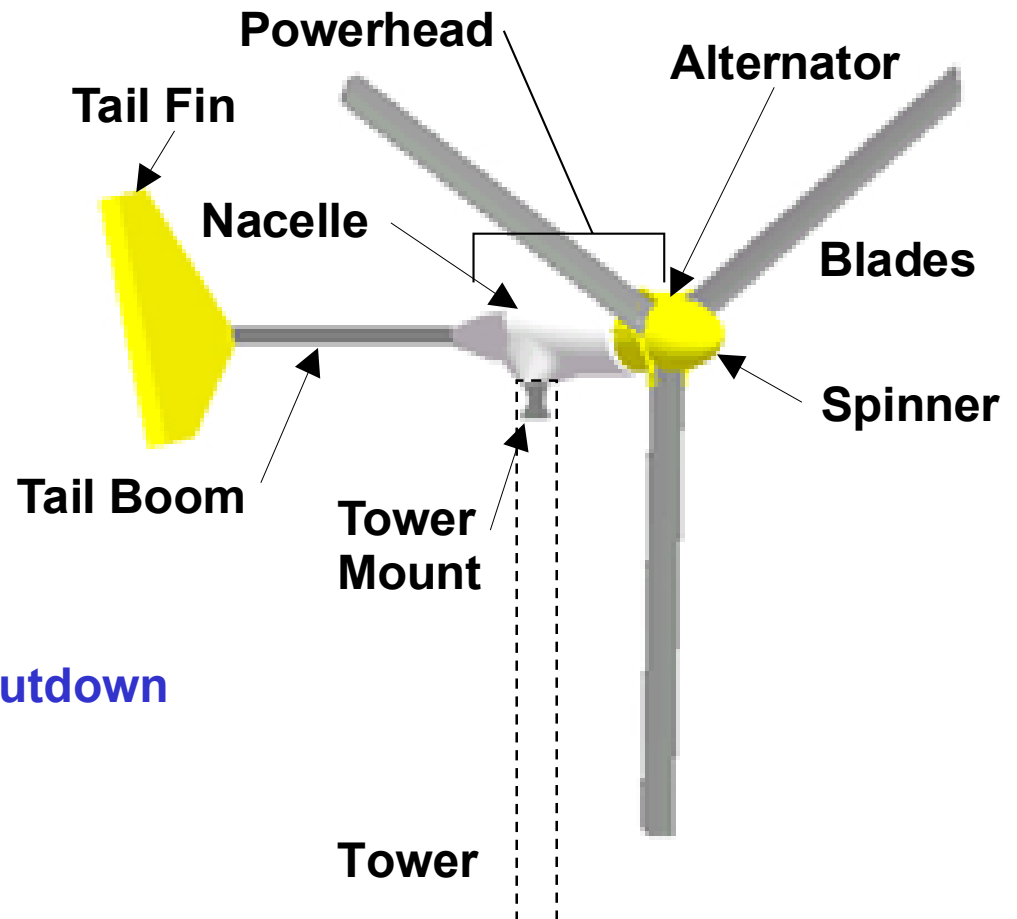 Powerhead
Alternator
Tail Fin
Nacelle
Blades
Spinner
Tail Boom
Tower
Mount
utdown
Tower